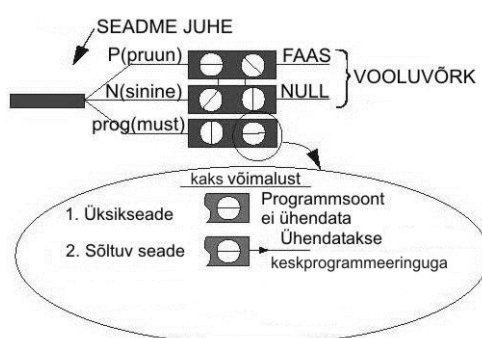 SEADME JUHE
P(pruun) FAAS
N(sinine) NULL
VOOLUVÕRK
prog(must)
kaks võimalust
1. Üksikseade
Programmsoont
ei ühendata
2. Sõltuv seade
Ühendatakse
keskprogrammeeringuga